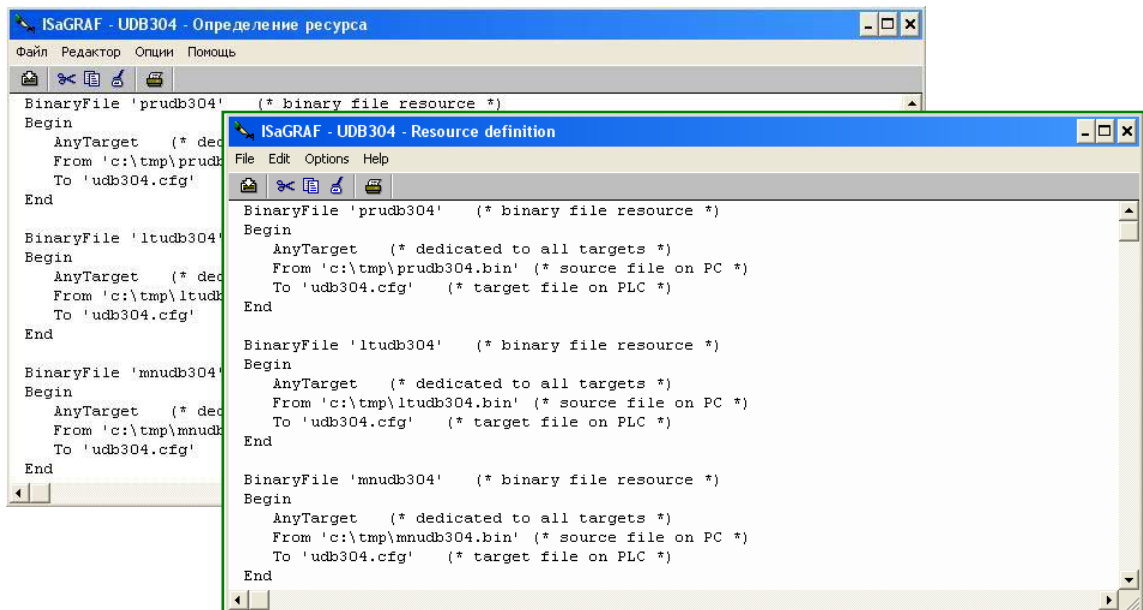 ISaGRAF - UDB304 - Определение ресурса
Файл Редактор Опции Помощь
BinaryFile 'prudb304' (* binary file resource *)
Begin
AnyTarget (* dec
From 'c:\tmp\prudb
To 'udb304.cfg'
End
BinaryFile 'ltudb304'
Begin
AnyTarget (* dec
From 'c:\tmp\ltudb
To 'udb304.cfg'
End
BinaryFile 'mnudb304'
Begin
AnyTarget (* dec
From 'c:\tmp\mnudb
To 'udb304.cfg'
End
ISaGRAF - UDB304 - Resource definition
File Edit Options Help
BinaryFile 'prudb304' (* binary file resource *)
Begin
AnyTarget (* dedicated to all targets *)
From 'c:\tmp\prudb304.bin' (* source file on PC *)
To 'udb304.cfg' (* target file on PLC *)
End
BinaryFile 'ltudb304' (* binary file resource *)
Begin
AnyTarget (* dedicated to all targets *)
From 'c:\tmp\ltudb304.bin' (* source file on PC *)
To 'udb304.cfg' (* target file on PLC *)
End
BinaryFile 'mnudb304' (* binary file resource *)
Begin
AnyTarget (* dedicated to all targets *)
From 'c:\tmp\mnudb304.bin' (* source file on PC *)
To 'udb304.cfg' (* target file on PLC *)
End